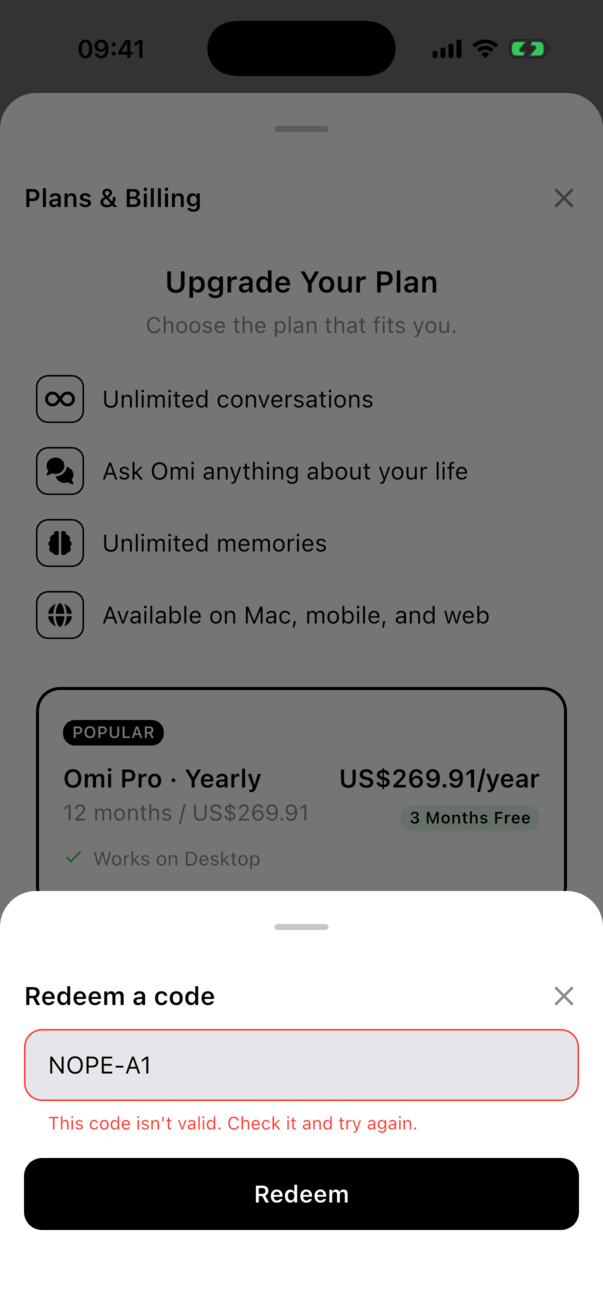 09:41
Plans & Billing
Upgrade Your Plan
Choose the plan that fits you.
Unlimited conversations
Ask Omi anything about your life
Unlimited memories
Available on Mac, mobile, and web
POPULAR
Omi Pro · Yearly
US$269.91/year
12 months / US$269.91
3 Months Free
Works on Desktop
Redeem a code
NOPE-A1
This code isn't valid. Check it and try again.
Redeem